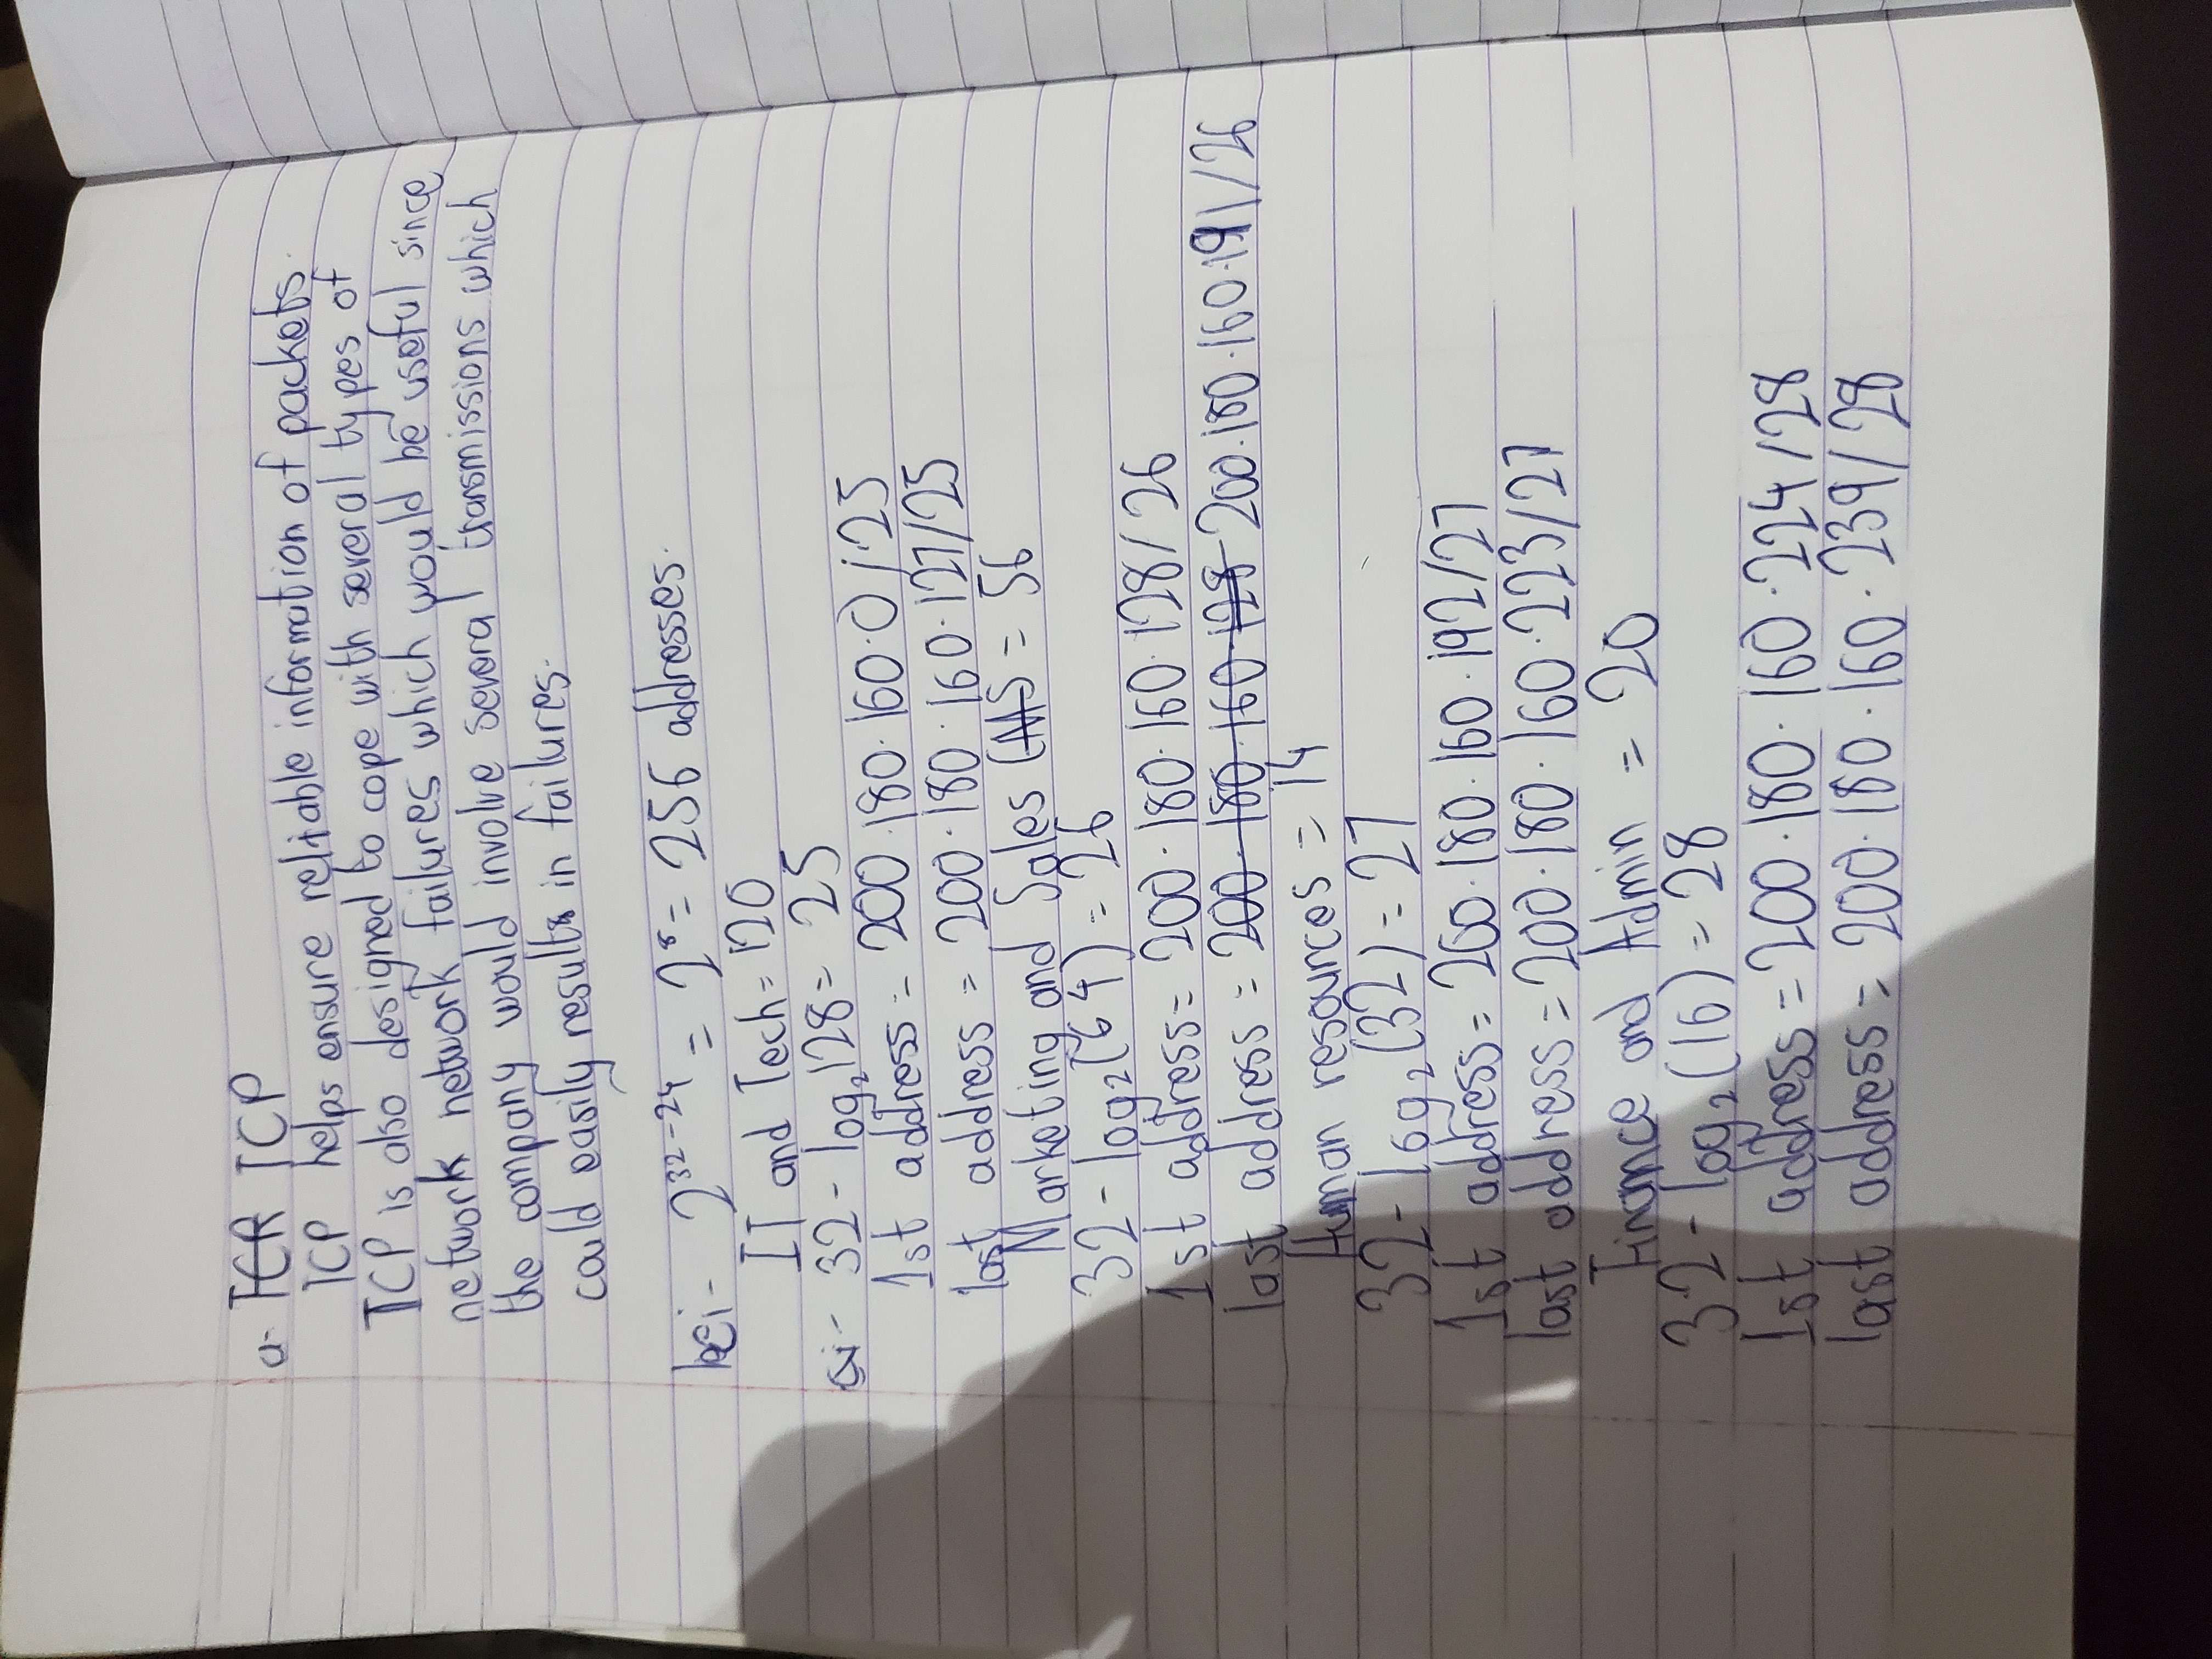 a- TCR TCP
TCP helps ensure reliable information of packets.
TCP is also designed to cope with several types of
network network failures which would be useful since
the company would involve several transmissions which
could easily results in failures.
bci- 2^32-24 = 2^8 = 256 addresses.
IT and Tech = 120
ci- 32 - log₂128 = 25
1st address = 200.180.160.0/25
last address = 200.180.160.127/25
Marketing and Sales (MS = 56
32 - log₂(64) = 26
1st address = 200.180.160.128/26
last address = 200.180.160.128 200.180.160.191/26
Human resources = 14
32 - log₂(32) = 27
1st address = 200.180.160.192/27
last address = 200.180.160.223/27
Finance and Admin = 20
32 - log₂(16) = 28
1st address = 200.180.160.224/28
last address = 200.180.160.239/28